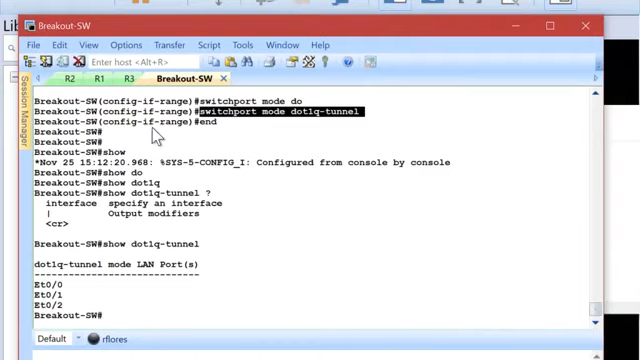 Breakout-SW
File Edit View Options Transfer Script Tools Window Help
Enter host <Alt+R>
Session Manager
R2 R1 R3 Breakout-SW
Breakout-SW(config-if-range)#switchport mode do
Breakout-SW(config-if-range)#switchport mode dot1q-tunnel
Breakout-SW(config-if-range)#end
Breakout-SW#
Breakout-SW#
Breakout-SW#show
*Nov 25 15:12:20.968: %SYS-5-CONFIG_I: Configured from console by console
Breakout-SW#show do
Breakout-SW#show dot1q
Breakout-SW#show dot1q-tunnel ?
interface specify an interface
| Output modifiers
<cr>
Breakout-SW#show dot1q-tunnel
dot1q-tunnel mode LAN Port(s)
-----------------------------
Et0/0
Et0/1
Et0/2
Breakout-SW#
Default rflores